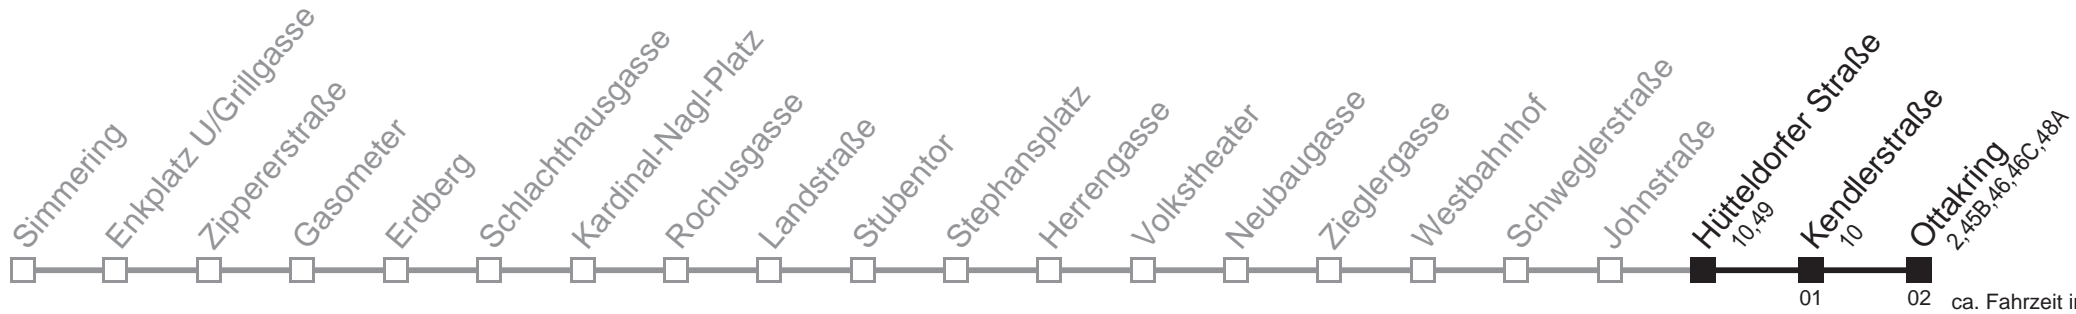 Simmering
Enkplatz U/Grillgasse
Zippererstraße
Gasometer
Erdberg
Schlachthausgasse
Kardinal-Nagl-Platz
Rochusgasse
Landstraße
Stubentor
Stephansplatz
Herrengasse
Volkstheater
Neubaugasse
Zieglergasse
Westbahnhof
Schweglerstraße
Johnstraße
Hütteldorfer Straße
10,49
Kendlerstraße
10
Ottakring
2,45B,46,46C,48A
01
02
ca. Fahrzeit